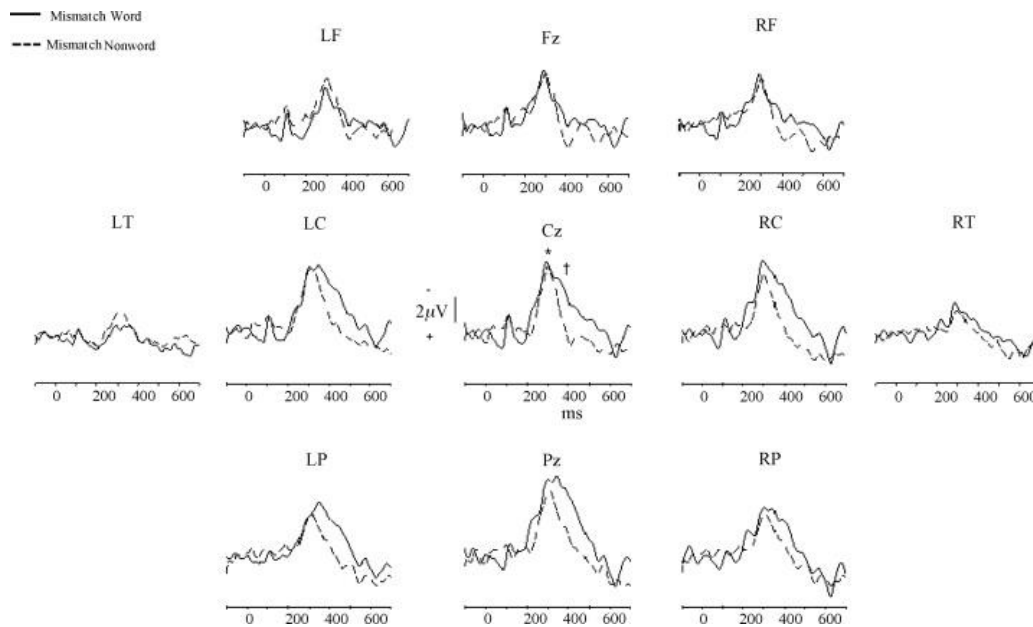 Mismatch Word
Mismatch Nonword
LF Fz RF
0 200 400 600 0 200 400 600 0 200 400 600
LT LC Cz RC RT
* †
-
2μV
+
0 200 400 600 0 200 400 600 0 200 400 600 0 200 400 600 0 200 400 600
ms
LP Pz RP
0 200 400 600 0 200 400 600 0 200 400 600